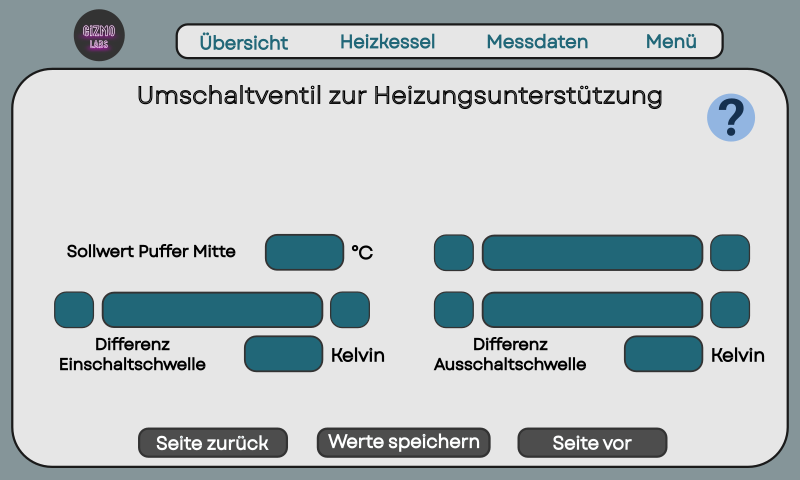 GIZMO
LABS
Übersicht Heizkessel Messdaten Menü
Umschaltventil zur Heizungsunterstützung
?
Sollwert Puffer Mitte °C
Differenz
Einschaltschwelle Kelvin
Differenz
Ausschaltschwelle Kelvin
Seite zurück Werte speichern Seite vor